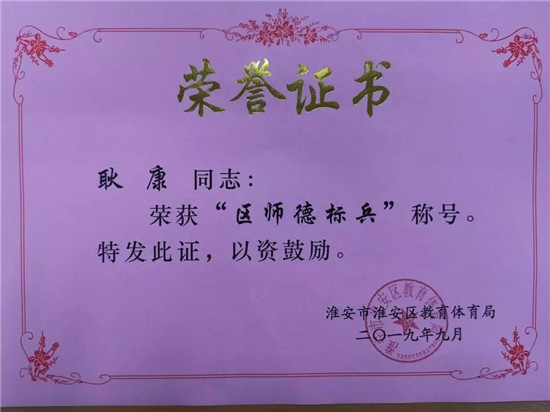 荣誉证书
耿康 同志：
荣获“区师德标兵”称号。
特发此证，以资鼓励。
淮安市淮安区教育体育局
二〇一九年九月